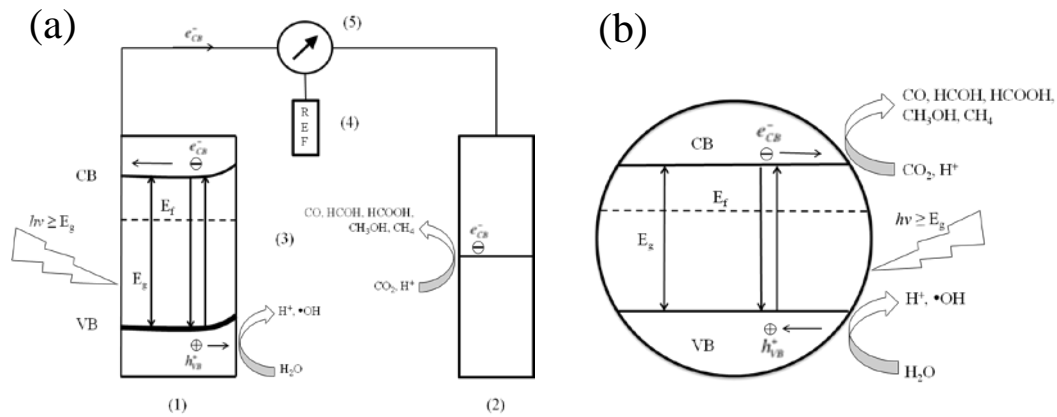 (a)
e⁻CB
(5)
R
E
F
(4)
CB
e⁻CB
Ef
hν ≥ Eg
(3)
Eg
VB
h⁺VB
H⁺, •OH
H₂O
(1)
CO, HCOH, HCOOH,
CH₃OH, CH₄
e⁻CB
CO₂, H⁺
(2)
(b)
CO, HCOH, HCOOH,
CH₃OH, CH₄
CB
e⁻CB
CO₂, H⁺
Ef
hν ≥ Eg
Eg
H⁺, •OH
VB
h⁺VB
H₂O